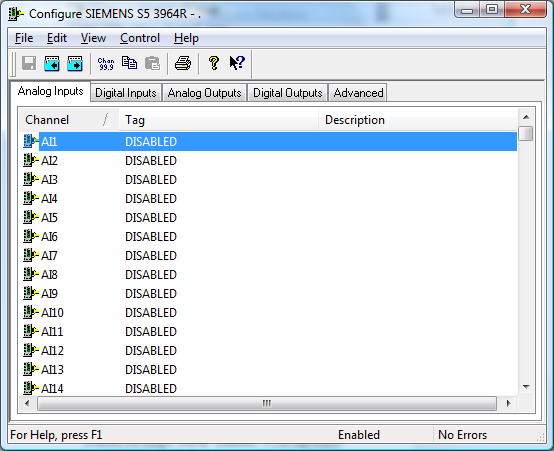 Configure SIEMENS S5 3964R - .
File Edit View Control Help
Chan
99.9
? ?
Analog Inputs Digital Inputs Analog Outputs Digital Outputs Advanced
Channel / Tag Description
AI1 DISABLED
AI2 DISABLED
AI3 DISABLED
AI4 DISABLED
AI5 DISABLED
AI6 DISABLED
AI7 DISABLED
AI8 DISABLED
AI9 DISABLED
AI10 DISABLED
AI11 DISABLED
AI12 DISABLED
AI13 DISABLED
AI14 DISABLED
For Help, press F1 Enabled No Errors